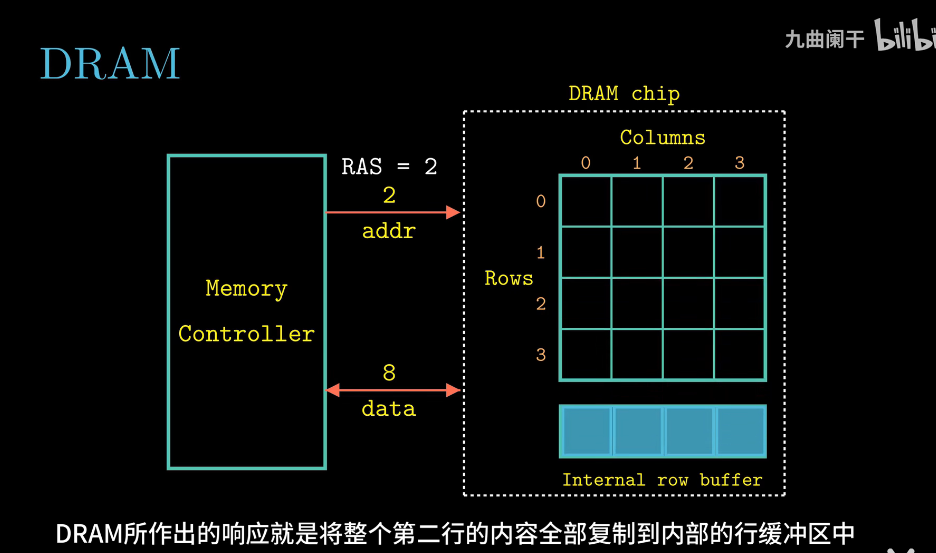 九曲阑干 bilibi
DRAM
DRAM chip
Columns
0 1 2 3
RAS = 2
2
addr
0
1
Rows
2
3
Memory
Controller
8
data
Internal row buffer
DRAM所作出的响应就是将整个第二行的内容全部复制到内部的行缓冲区中